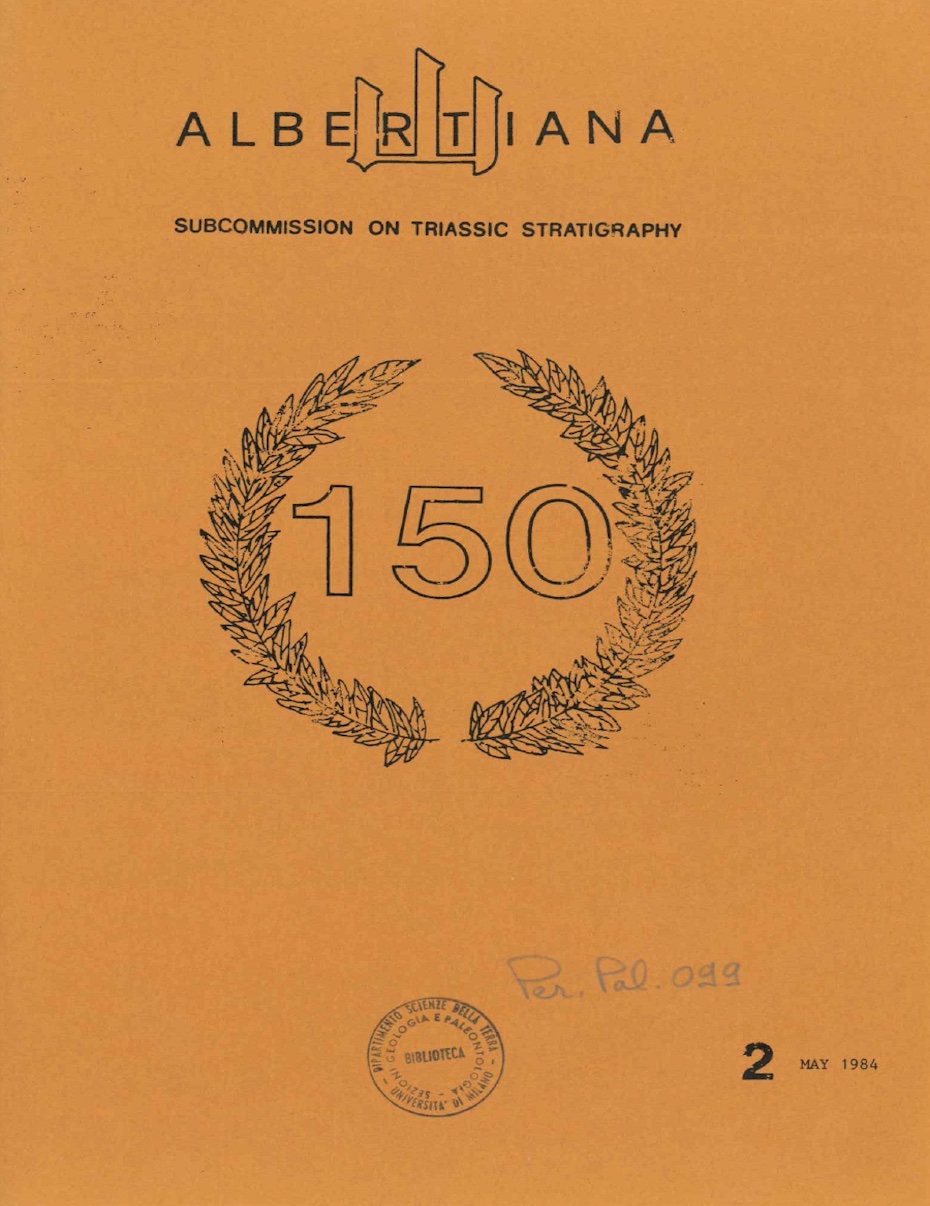 ALBERTIANA
SUBCOMMISSION ON TRIASSIC STRATIGRAPHY
150
Per. Pal. 099
DIPARTIMENTO SCIENZE DELLA TERRA
GEOLOGIA E PALEONTOLOGIA - SEZIONI
BIBLIOTECA
- UNIVERSITA' DI MILANO -
2 MAY 1984